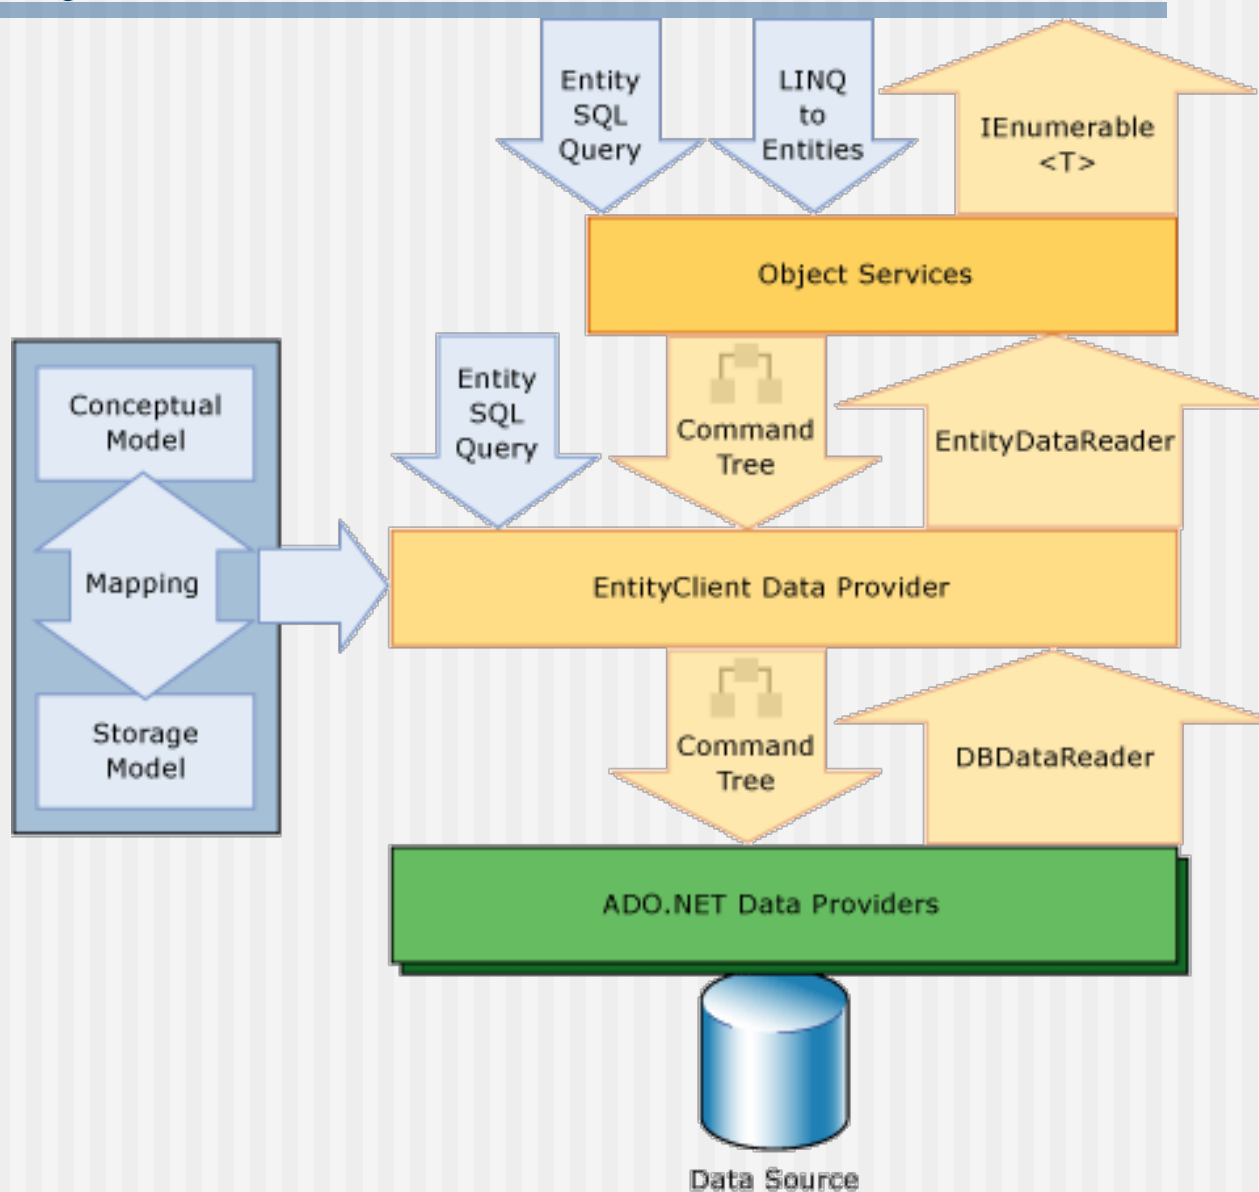 Entity
SQL
Query
LINQ
to
Entities
IEnumerable
<T>
Object Services
Conceptual
Model
Mapping
Storage
Model
Entity
SQL
Query
Command
Tree
EntityDataReader
EntityClient Data Provider
Command
Tree
DBDataReader
ADO.NET Data Providers
Data Source